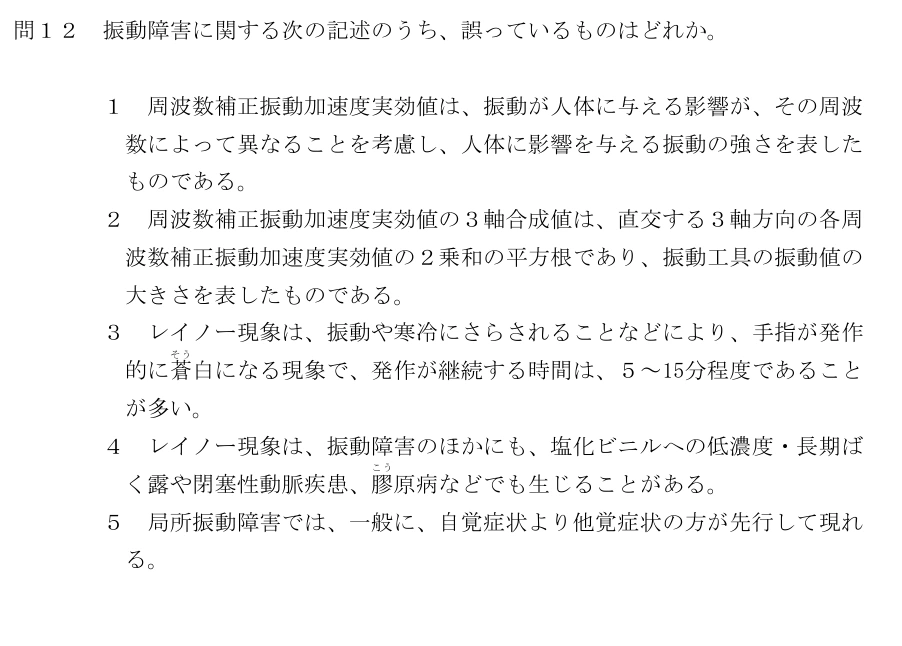 問１２　振動障害に関する次の記述のうち、誤っているものはどれか。
１　周波数補正振動加速度実効値は、振動が人体に与える影響が、その周波
数によって異なることを考慮し、人体に影響を与える振動の強さを表した
ものである。
２　周波数補正振動加速度実効値の３軸合成値は、直交する３軸方向の各周
波数補正振動加速度実効値の２乗和の平方根であり、振動工具の振動値の
大きさを表したものである。
３　レイノー現象は、振動や寒冷にさらされることなどにより、手指が発作
そう
的に蒼白になる現象で、発作が継続する時間は、５～15分程度であること
が多い。
４　レイノー現象は、振動障害のほかにも、塩化ビニルへの低濃度・長期ば
こう
く露や閉塞性動脈疾患、膠原病などでも生じることがある。
５　局所振動障害では、一般に、自覚症状より他覚症状の方が先行して現れ
る。